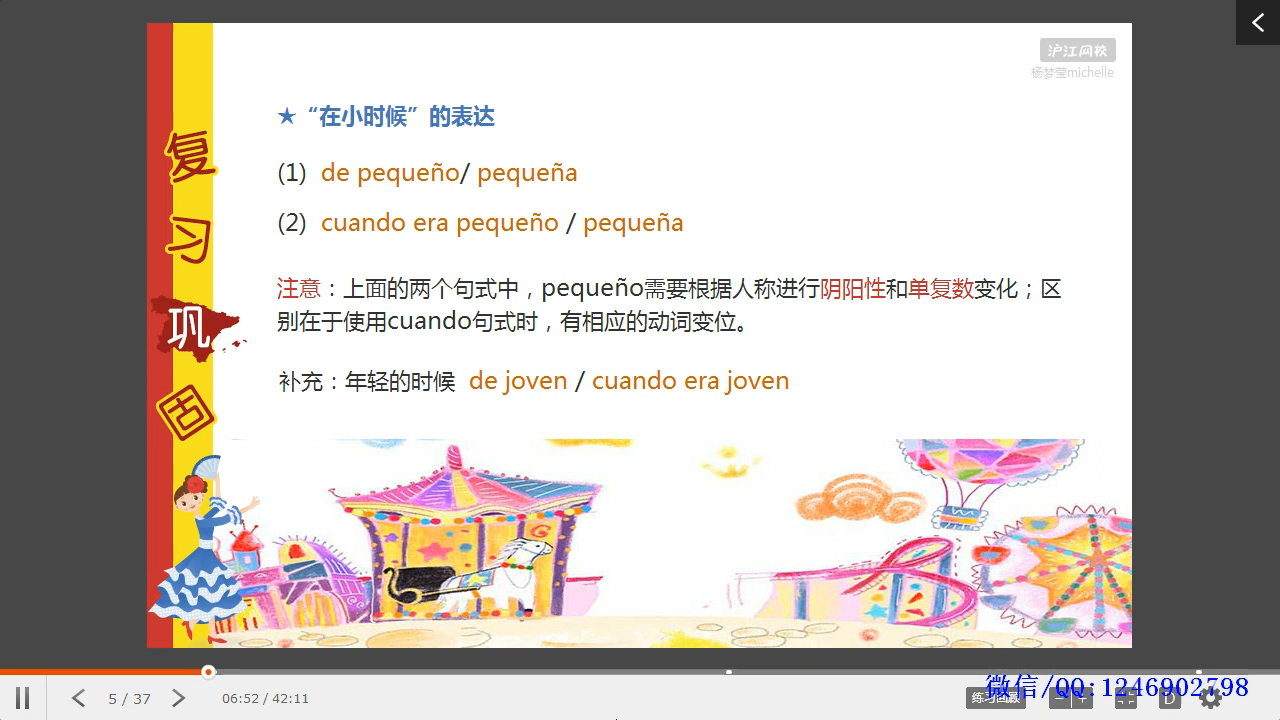 沪江网校
杨梦莹michelle
★“在小时候”的表达
(1) de pequeño/ pequeña
(2) cuando era pequeño / pequeña
注意：上面的两个句式中，pequeño需要根据人称进行阴阳性和单复数变化；区
别在于使用cuando句式时，有相应的动词变位。
补充：年轻的时候 de joven / cuando era joven
复习巩固
5 / 37
06:52 / 42:11
练习回顾
微信/QQ:1246902798
D